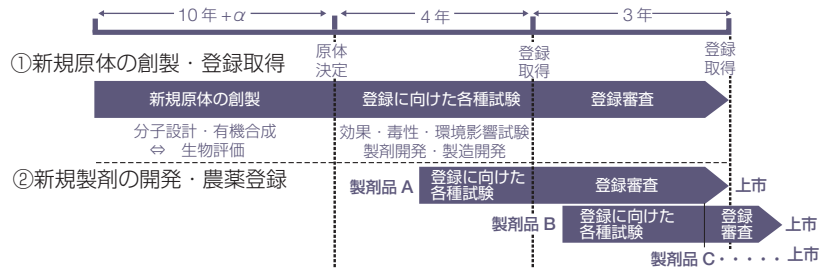 10年+α 4年 3年
①新規原体の創製・登録取得
原体
決定
登録
取得
登録
取得
新規原体の創製 登録に向けた各種試験 登録審査
分子設計・有機合成
⇔ 生物評価
効果・毒性・環境影響試験
製剤開発・製造開発
②新規製剤の開発・農薬登録
製剤品 A 登録に向けた
各種試験
登録審査 上市
製剤品 B 登録に向けた
各種試験
登録
審査
上市
製剤品 C・・・・・上市